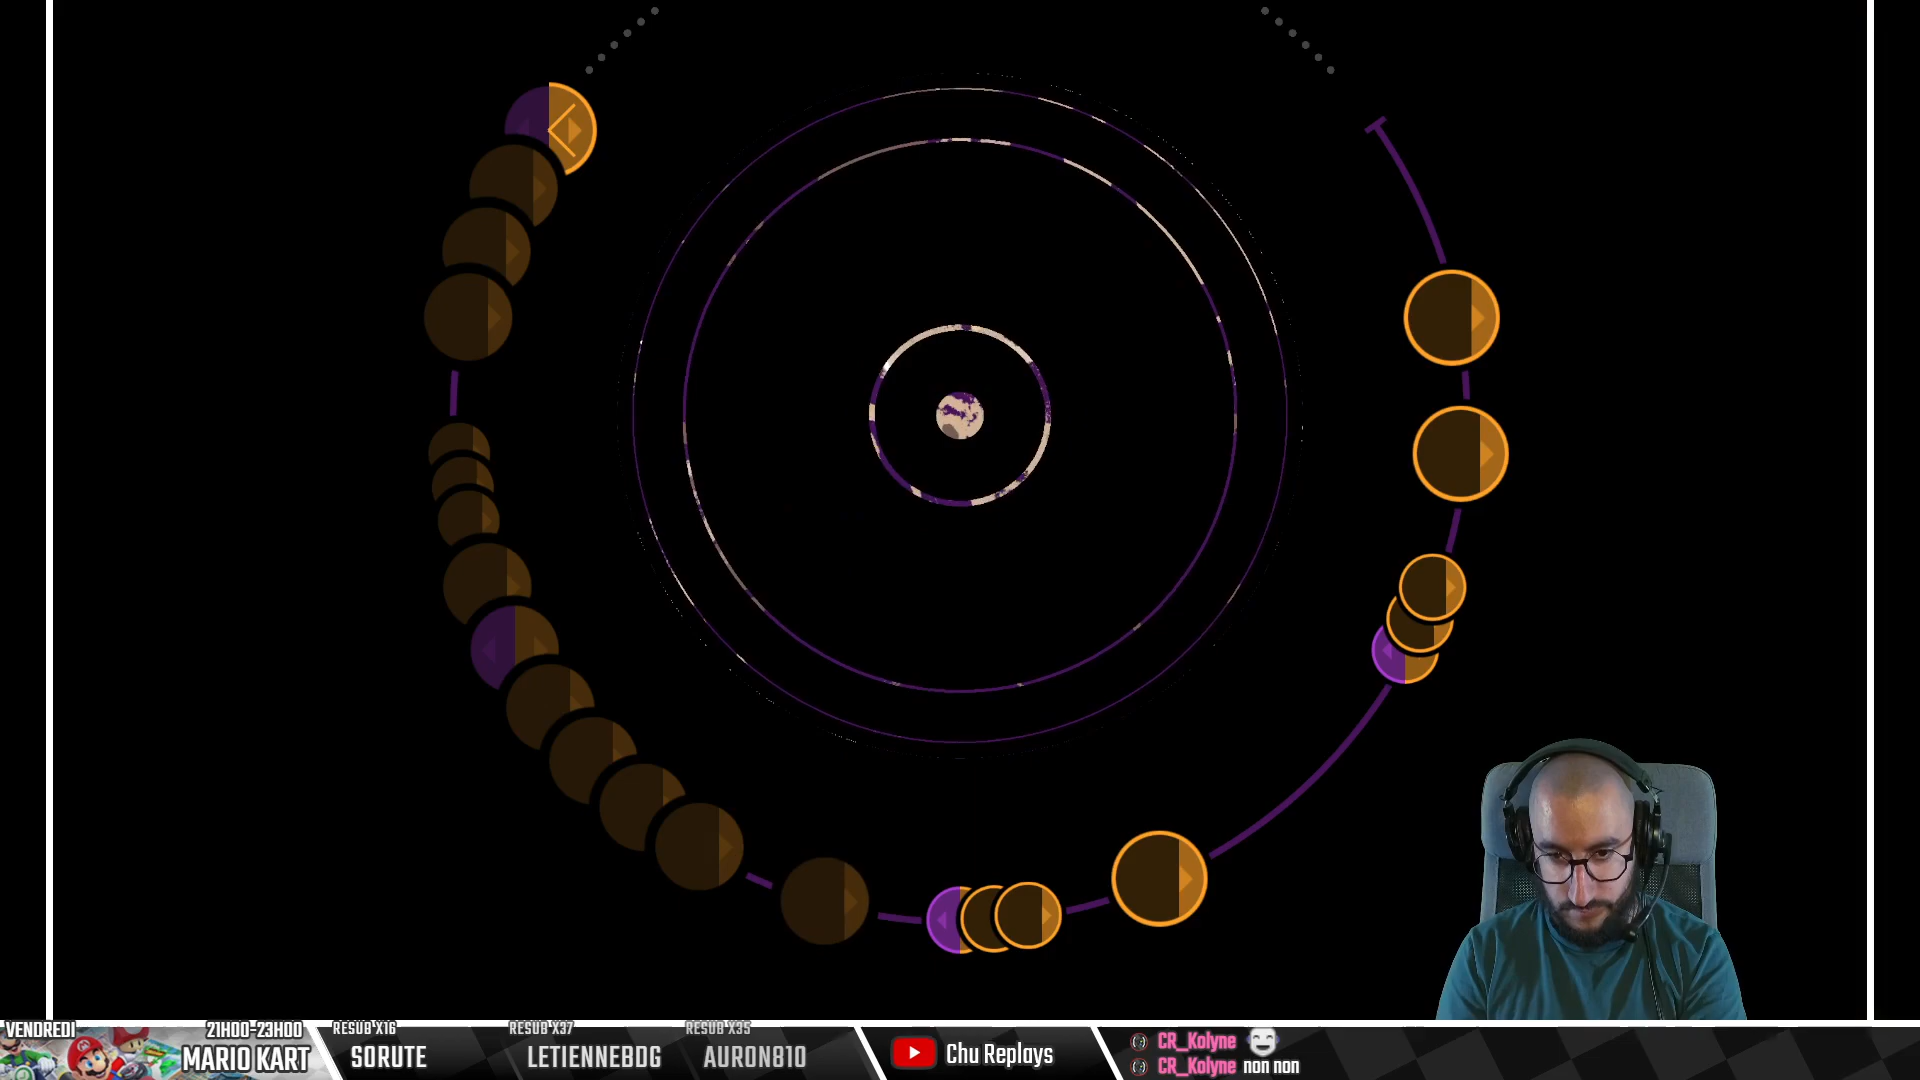 VENDREDI
21H00-23H00
MARIO KART
RESUB X16
SORUTE
RESUB X37
LETIENNEBDG
RESUB X35
AURON810
Chu Replays
CR_Kolyne
CR_Kolyne non non